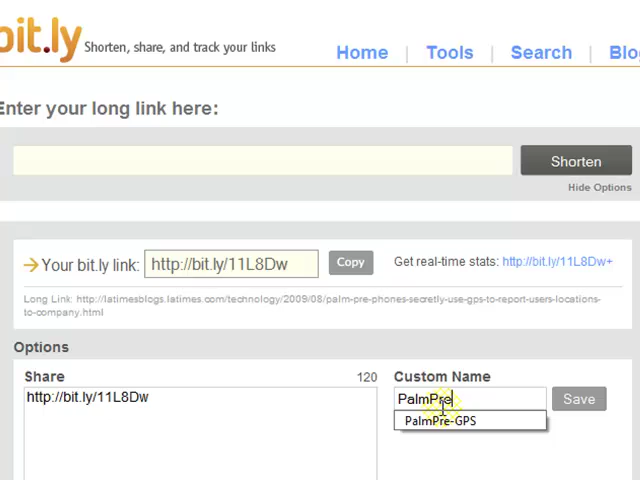 bit.ly Shorten, share, and track your links
Home | Tools | Search | Blo
Enter your long link here:
Shorten
Hide Options
Your bit.ly link: http://bit.ly/11L8Dw Copy Get real-time stats: http://bit.ly/11L8Dw+
Long Link: http://latimesblogs.latimes.com/technology/2009/08/palm-pre-phones-secretly-use-gps-to-report-users-locations-
to-company.html
Options
Share 120 Custom Name
http://bit.ly/11L8Dw PalmPre Save
PalmPre-GPS